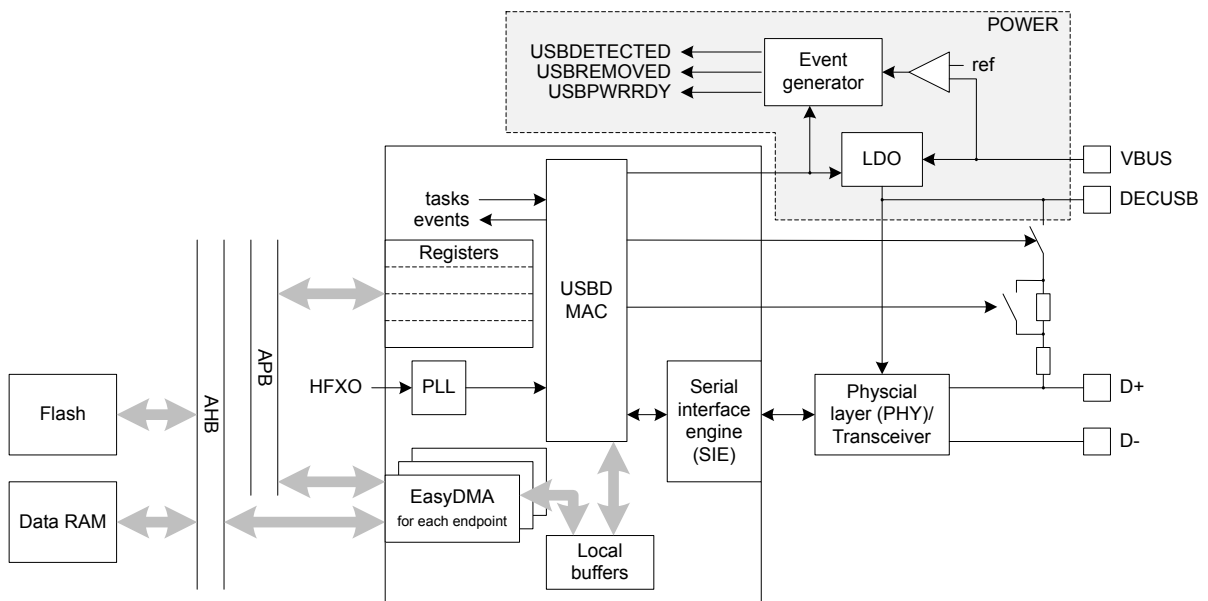 POWER
USBDETECTED
USBREMOVED
USBPWRRDY
Event
generator
ref
LDO
VBUS
DECUSB
tasks
events
Registers
USBD
MAC
APB
AHB
HFXO
PLL
Flash
Serial
interface
engine
(SIE)
Physcial
layer (PHY)/
Transceiver
D+
D-
Data RAM
EasyDMA
for each endpoint
Local
buffers